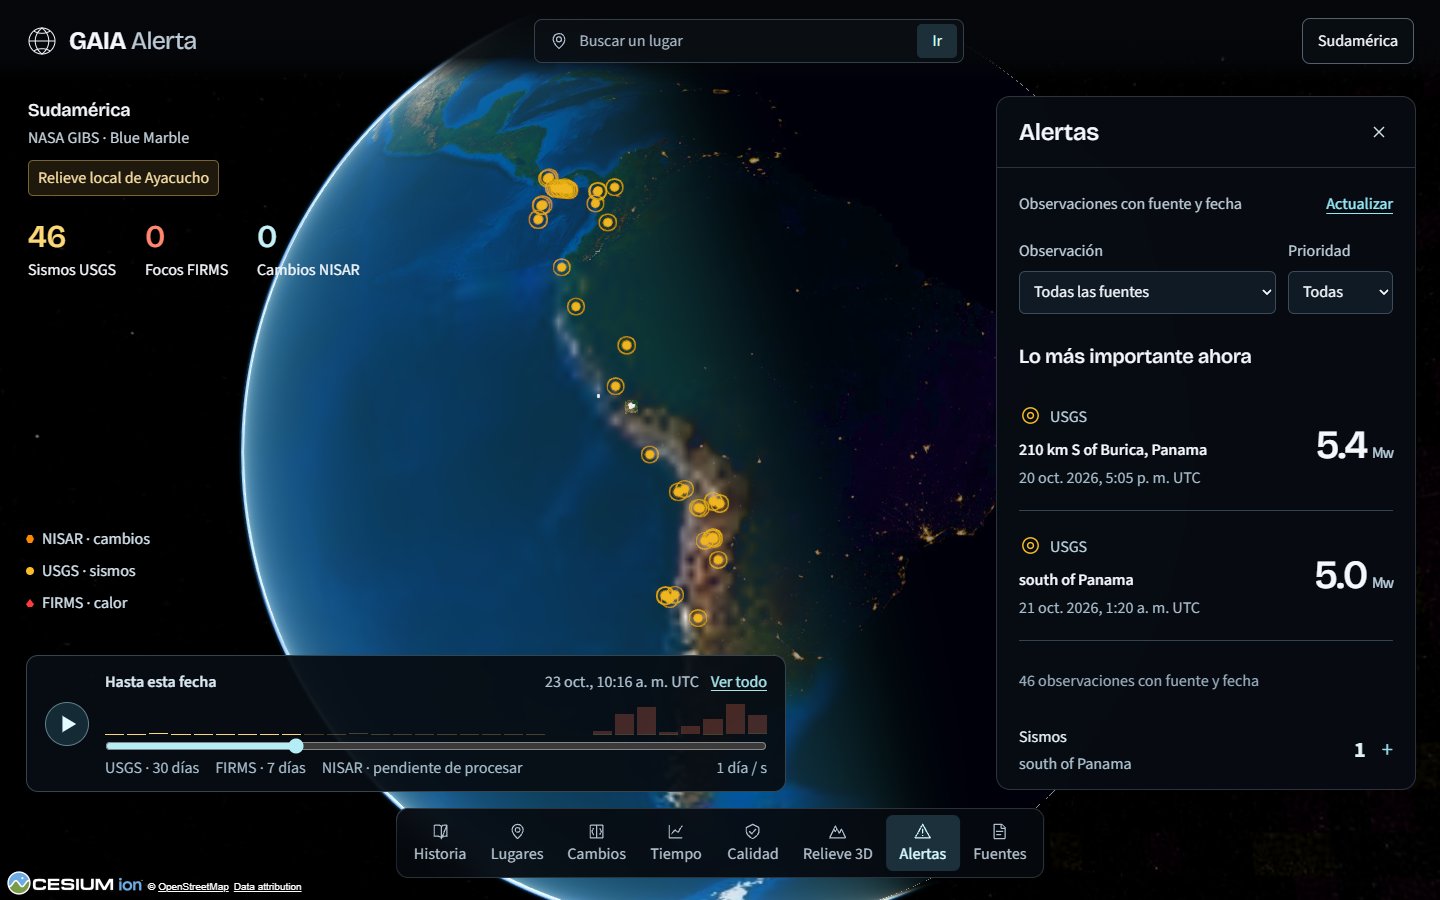 GAIA Alerta
Buscar un lugar
Ir
Sudamérica
Sudamérica
NASA GIBS · Blue Marble
Relieve local de Ayacucho
46
Sismos USGS
0
Focos FIRMS
0
Cambios NISAR
NISAR · cambios
USGS · sismos
FIRMS · calor
Alertas
Observaciones con fuente y fecha
Actualizar
Observación
Prioridad
Todas las fuentes
Todas
Lo más importante ahora
USGS
210 km S of Burica, Panama
20 oct. 2026, 5:05 p. m. UTC
5.4 Mw
USGS
south of Panama
21 oct. 2026, 1:20 a. m. UTC
5.0 Mw
46 observaciones con fuente y fecha
Sismos
south of Panama
1 +
Hasta esta fecha
23 oct., 10:16 a. m. UTC Ver todo
USGS · 30 días FIRMS · 7 días NISAR · pendiente de procesar
1 día / s
Historia
Lugares
Cambios
Tiempo
Calidad
Relieve 3D
Alertas
Fuentes
CESIUM ion © OpenStreetMap Data attribution